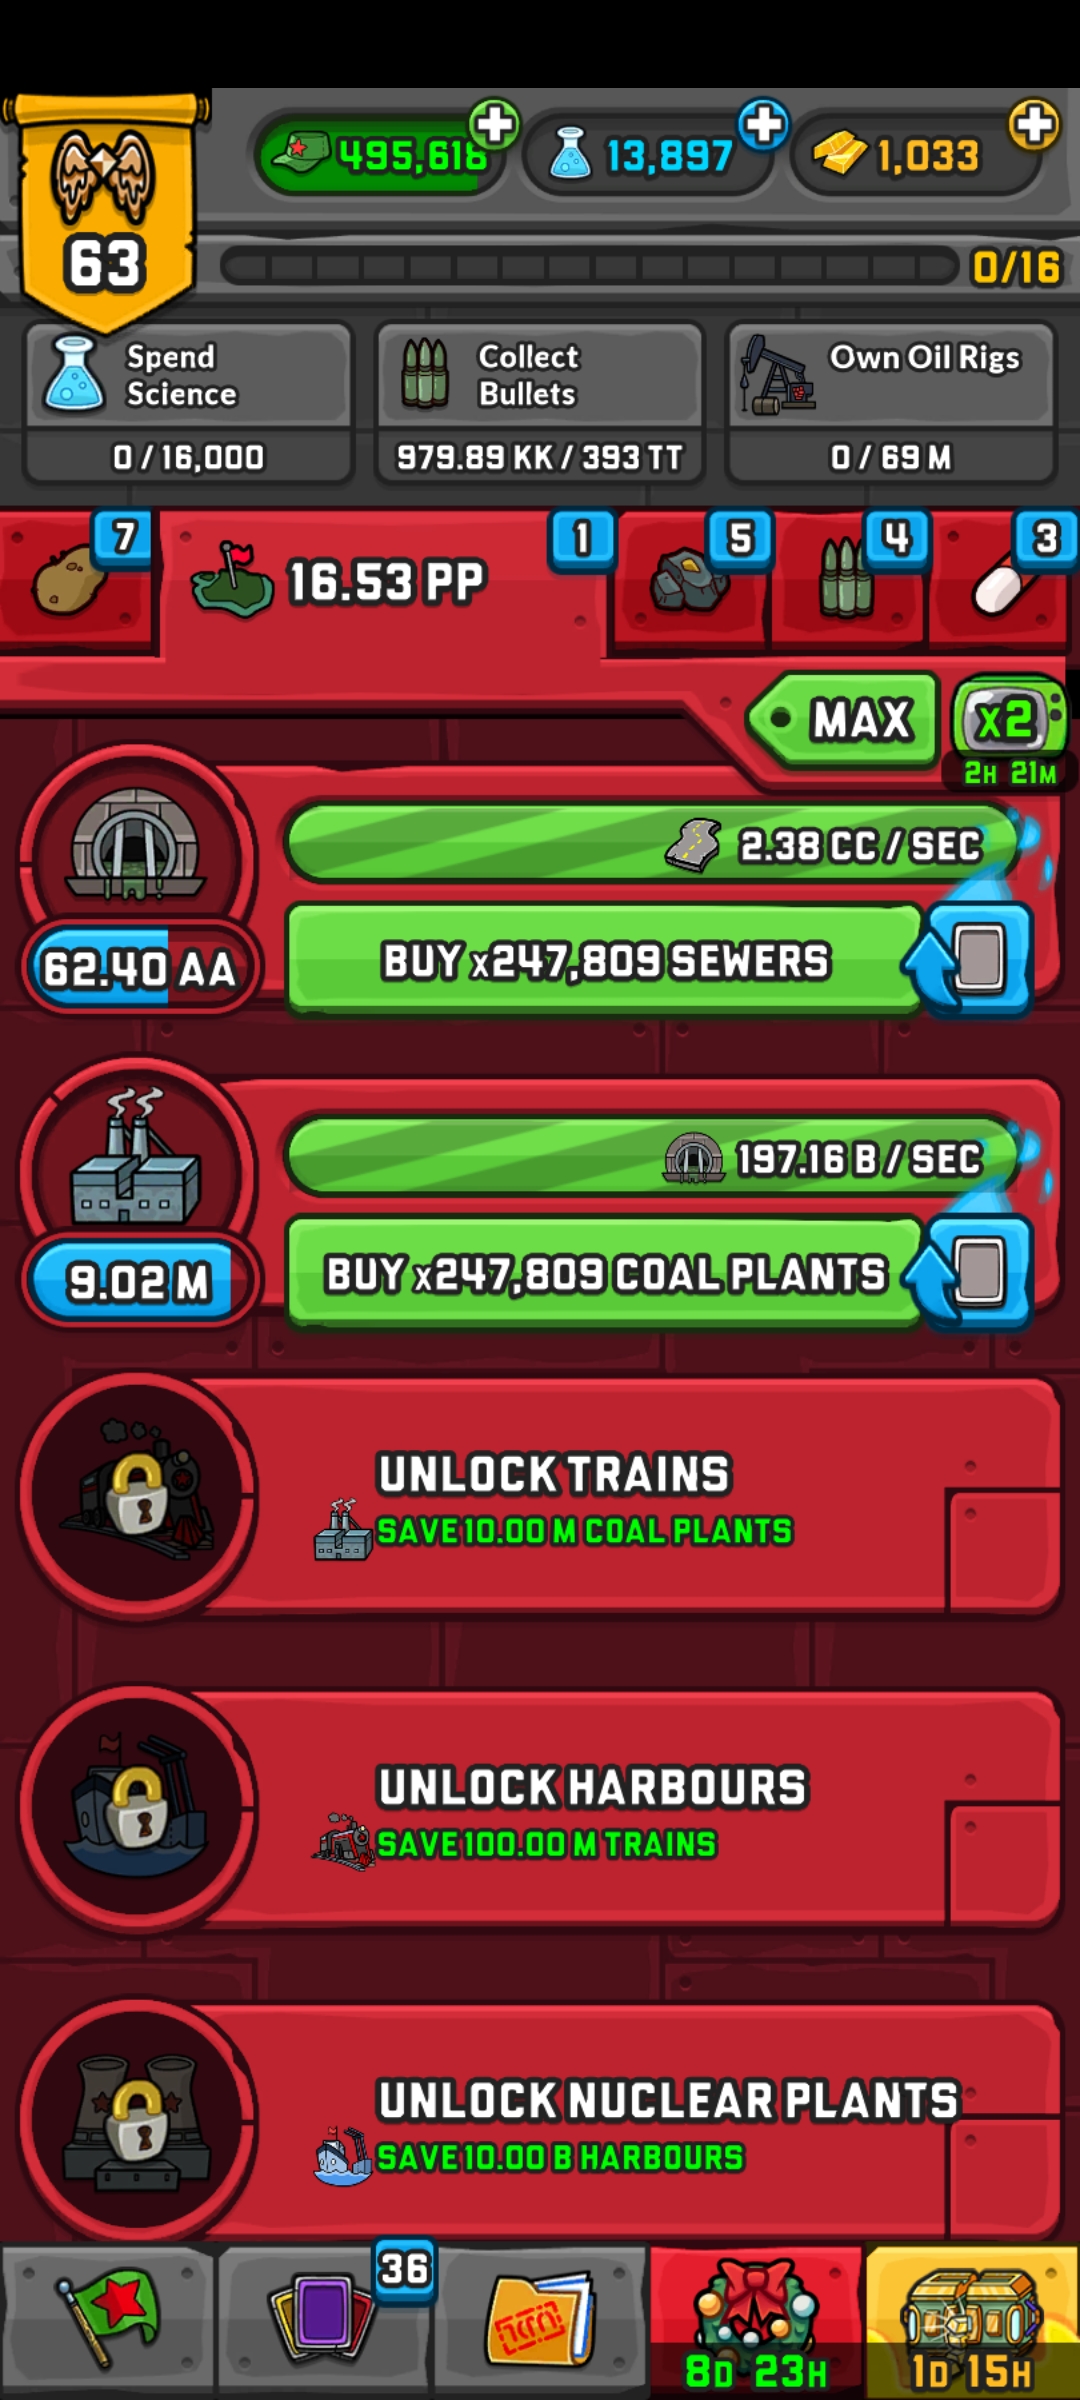 495,618
13,897
1,033
63
0/16
Spend
Science
0 / 16,000
Collect
Bullets
979.89 KK / 393 TT
Own Oil Rigs
0 / 69 M
7
16.53 PP
1
5
4
3
MAX
x2
2H 21M
2.38 CC / SEC
62.40 AA
BUY x247,809 SEWERS
197.16 B / SEC
9.02 M
BUY x247,809 COAL PLANTS
UNLOCK TRAINS
SAVE 10.00 M COAL PLANTS
UNLOCK HARBOURS
SAVE 100.00 M TRAINS
UNLOCK NUCLEAR PLANTS
SAVE 10.00 B HARBOURS
36
8D 23H
1D 15H